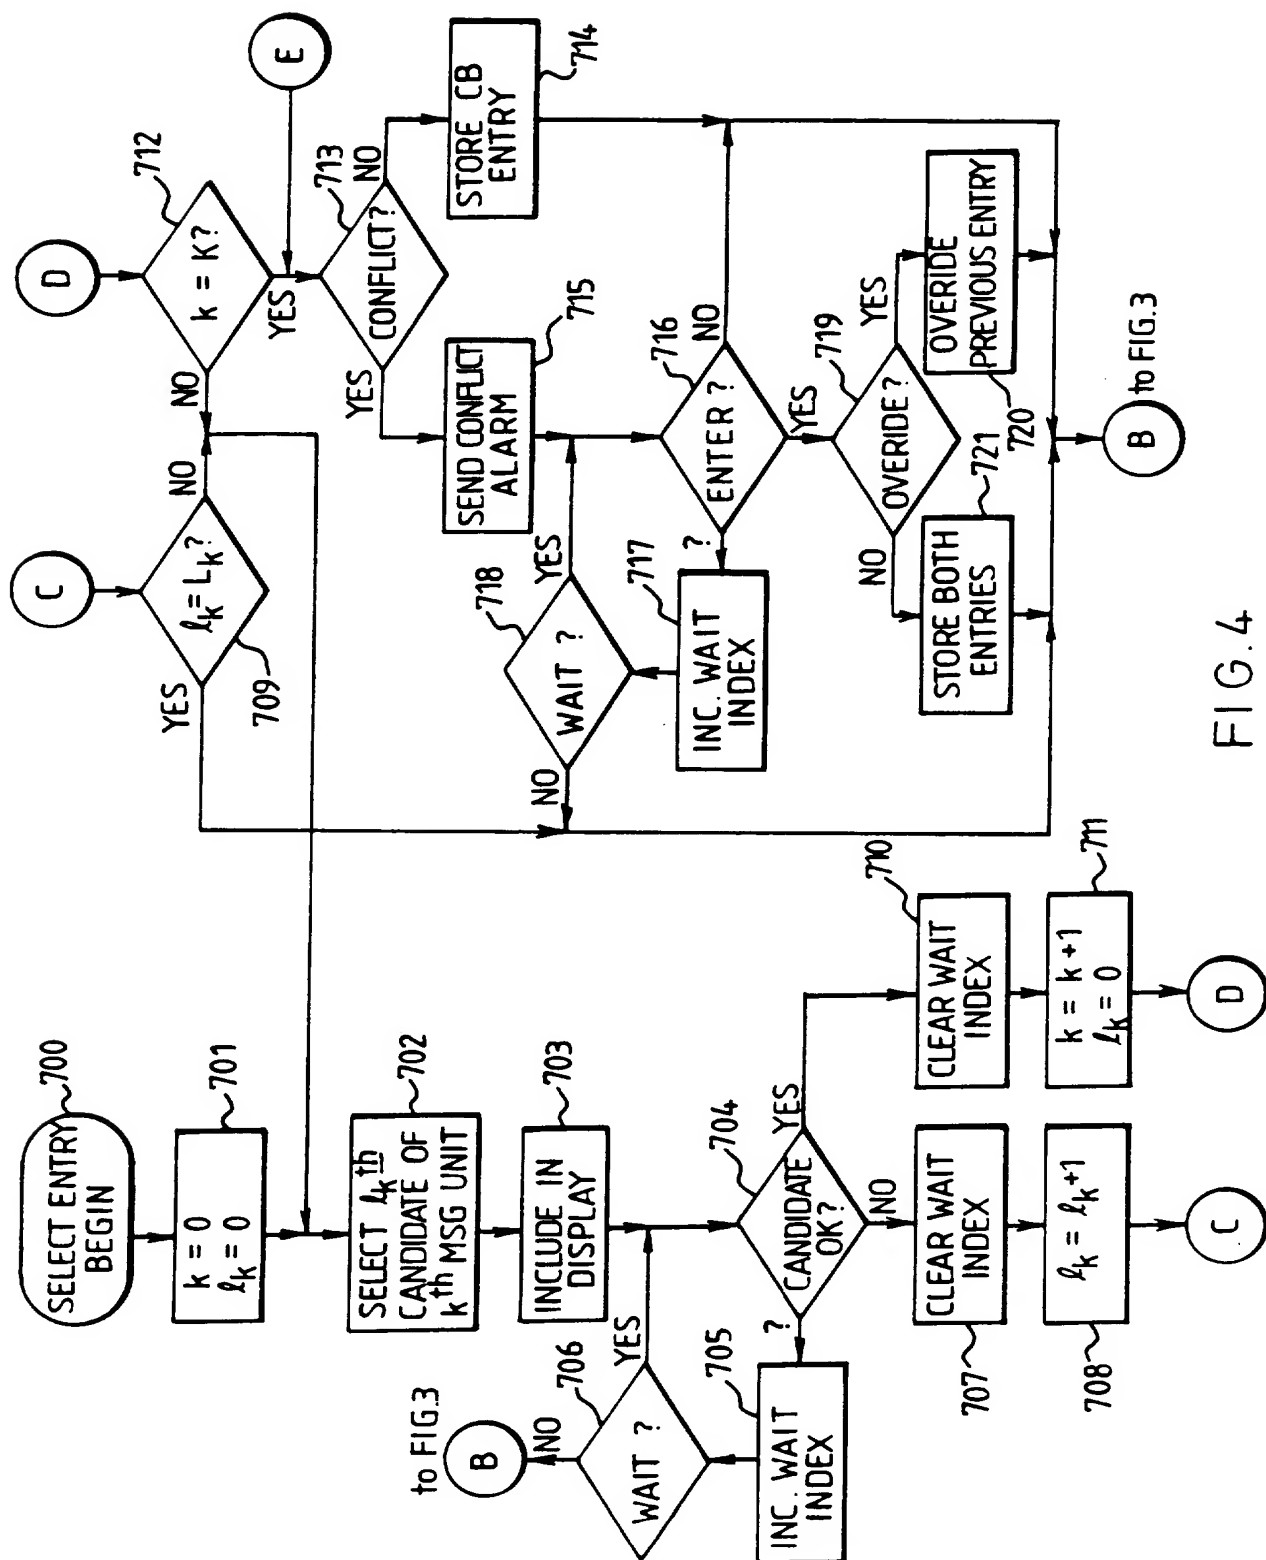 SELECT ENTRY
BEGIN
700
k = 0
ℓk = 0
701
SELECT ℓk th
CANDIDATE OF
k th MSG UNIT
702
INCLUDE IN
DISPLAY
703
to FIG.3
B
NO
WAIT ?
706
YES
INC. WAIT
INDEX
705
?
CANDIDATE
OK?
704
YES
NO
CLEAR WAIT
INDEX
707
ℓk = ℓk+1
708
C
CLEAR WAIT
INDEX
710
k = k+1
ℓk = 0
711
D
C
ℓk = Lk?
709
YES
NO
D
k = K?
712
NO
YES
E
CONFLICT?
713
YES
NO
STORE CB
ENTRY
714
SEND CONFLICT
ALARM
715
ENTER ?
716
NO
YES
?
INC. WAIT
INDEX
717
WAIT ?
718
YES
NO
OVERIDE?
719
NO
YES
STORE BOTH
ENTRIES
721
OVERIDE
PREVIOUS ENTRY
720
B
to FIG.3
FIG.4